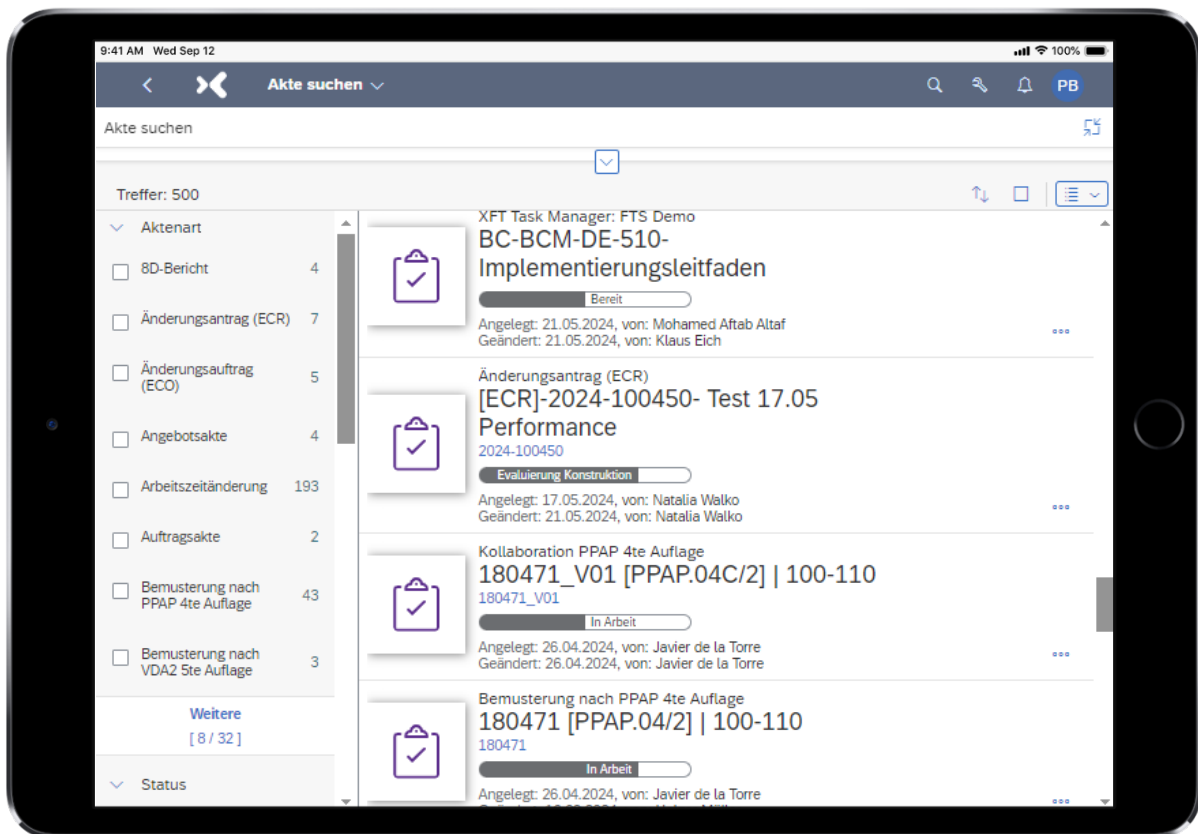 9:41 AM Wed Sep 12
100%
Akte suchen
PB
Akte suchen
Treffer: 500
Aktenart
8D-Bericht 4
Änderungsantrag (ECR) 7
Änderungsauftrag
(ECO) 5
Angebotsakte 4
Arbeitszeitänderung 193
Auftragsakte 2
Bemusterung nach
PPAP 4te Auflage 43
Bemusterung nach
VDA2 5te Auflage 3
Weitere
[ 8 / 32 ]
Status
XFT Task Manager: FTS Demo
BC-BCM-DE-510-
Implementierungsleitfaden
Bereit
Angelegt: 21.05.2024, von: Mohamed Aftab Altaf
Geändert: 21.05.2024, von: Klaus Eich
Änderungsantrag (ECR)
[ECR]-2024-100450- Test 17.05
Performance
2024-100450
Evaluierung Konstruktion
Angelegt: 17.05.2024, von: Natalia Walko
Geändert: 21.05.2024, von: Natalia Walko
Kollaboration PPAP 4te Auflage
180471_V01 [PPAP.04C/2] | 100-110
180471_V01
In Arbeit
Angelegt: 26.04.2024, von: Javier de la Torre
Geändert: 26.04.2024, von: Javier de la Torre
Bemusterung nach PPAP 4te Auflage
180471 [PPAP.04/2] | 100-110
180471
In Arbeit
Angelegt: 26.04.2024, von: Javier de la Torre